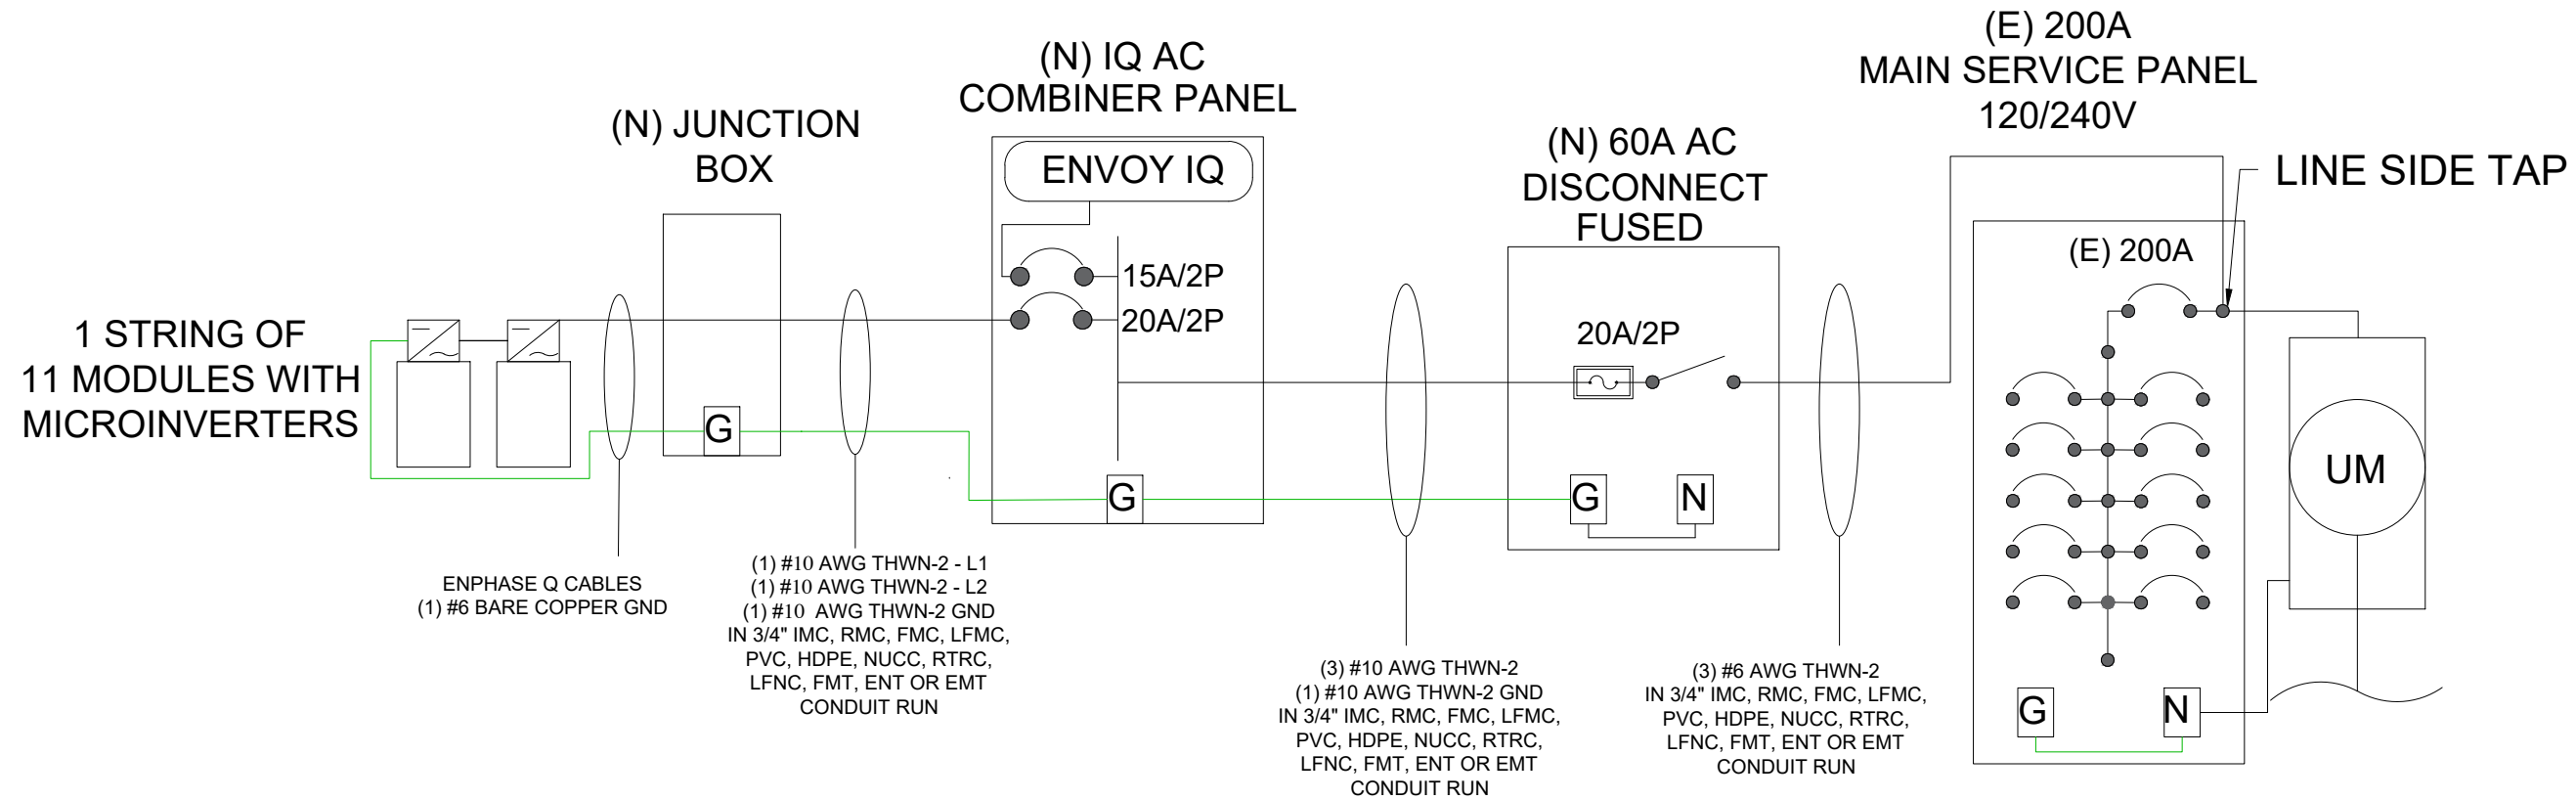 1 STRING OF
11 MODULES WITH
MICROINVERTERS
ENPHASE Q CABLES
(1) #6 BARE COPPER GND
(N) JUNCTION
BOX
G
(1) #10 AWG THWN-2 - L1
(1) #10 AWG THWN-2 - L2
(1) #10 AWG THWN-2 GND
IN 3/4" IMC, RMC, FMC, LFMC,
PVC, HDPE, NUCC, RTRC,
LFNC, FMT, ENT OR EMT
CONDUIT RUN
(N) IQ AC
COMBINER PANEL
ENVOY IQ
15A/2P
20A/2P
G
(3) #10 AWG THWN-2
(1) #10 AWG THWN-2 GND
IN 3/4" IMC, RMC, FMC, LFMC,
PVC, HDPE, NUCC, RTRC,
LFNC, FMT, ENT OR EMT
CONDUIT RUN
(N) 60A AC
DISCONNECT
FUSED
20A/2P
G N
(3) #6 AWG THWN-2
IN 3/4" IMC, RMC, FMC, LFMC,
PVC, HDPE, NUCC, RTRC,
LFNC, FMT, ENT OR EMT
CONDUIT RUN
(E) 200A
MAIN SERVICE PANEL
120/240V
LINE SIDE TAP
(E) 200A
G N
UM